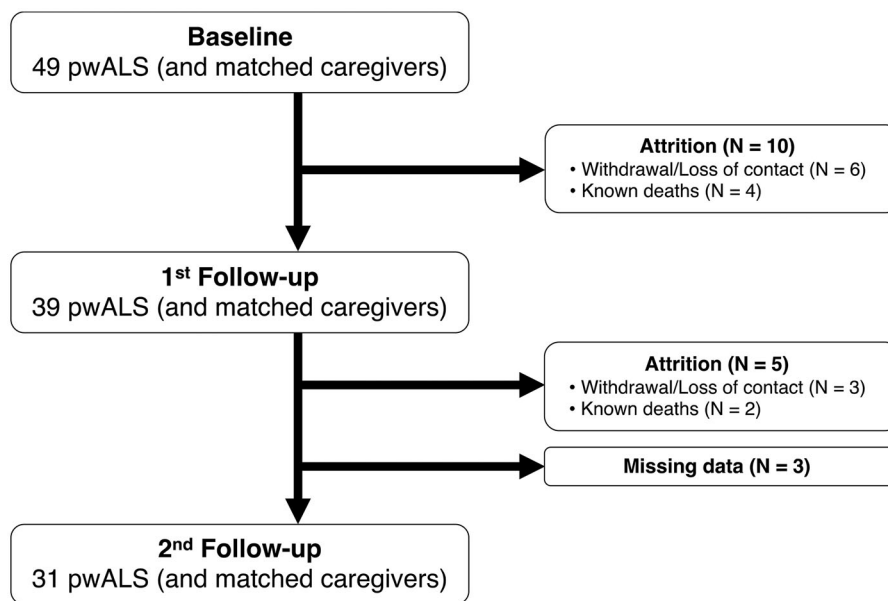 Baseline
49 pwALS (and matched caregivers)
Attrition (N = 10)
• Withdrawal/Loss of contact (N = 6)
• Known deaths (N = 4)
1st Follow-up
39 pwALS (and matched caregivers)
Attrition (N = 5)
• Withdrawal/Loss of contact (N = 3)
• Known deaths (N = 2)
Missing data (N = 3)
2nd Follow-up
31 pwALS (and matched caregivers)